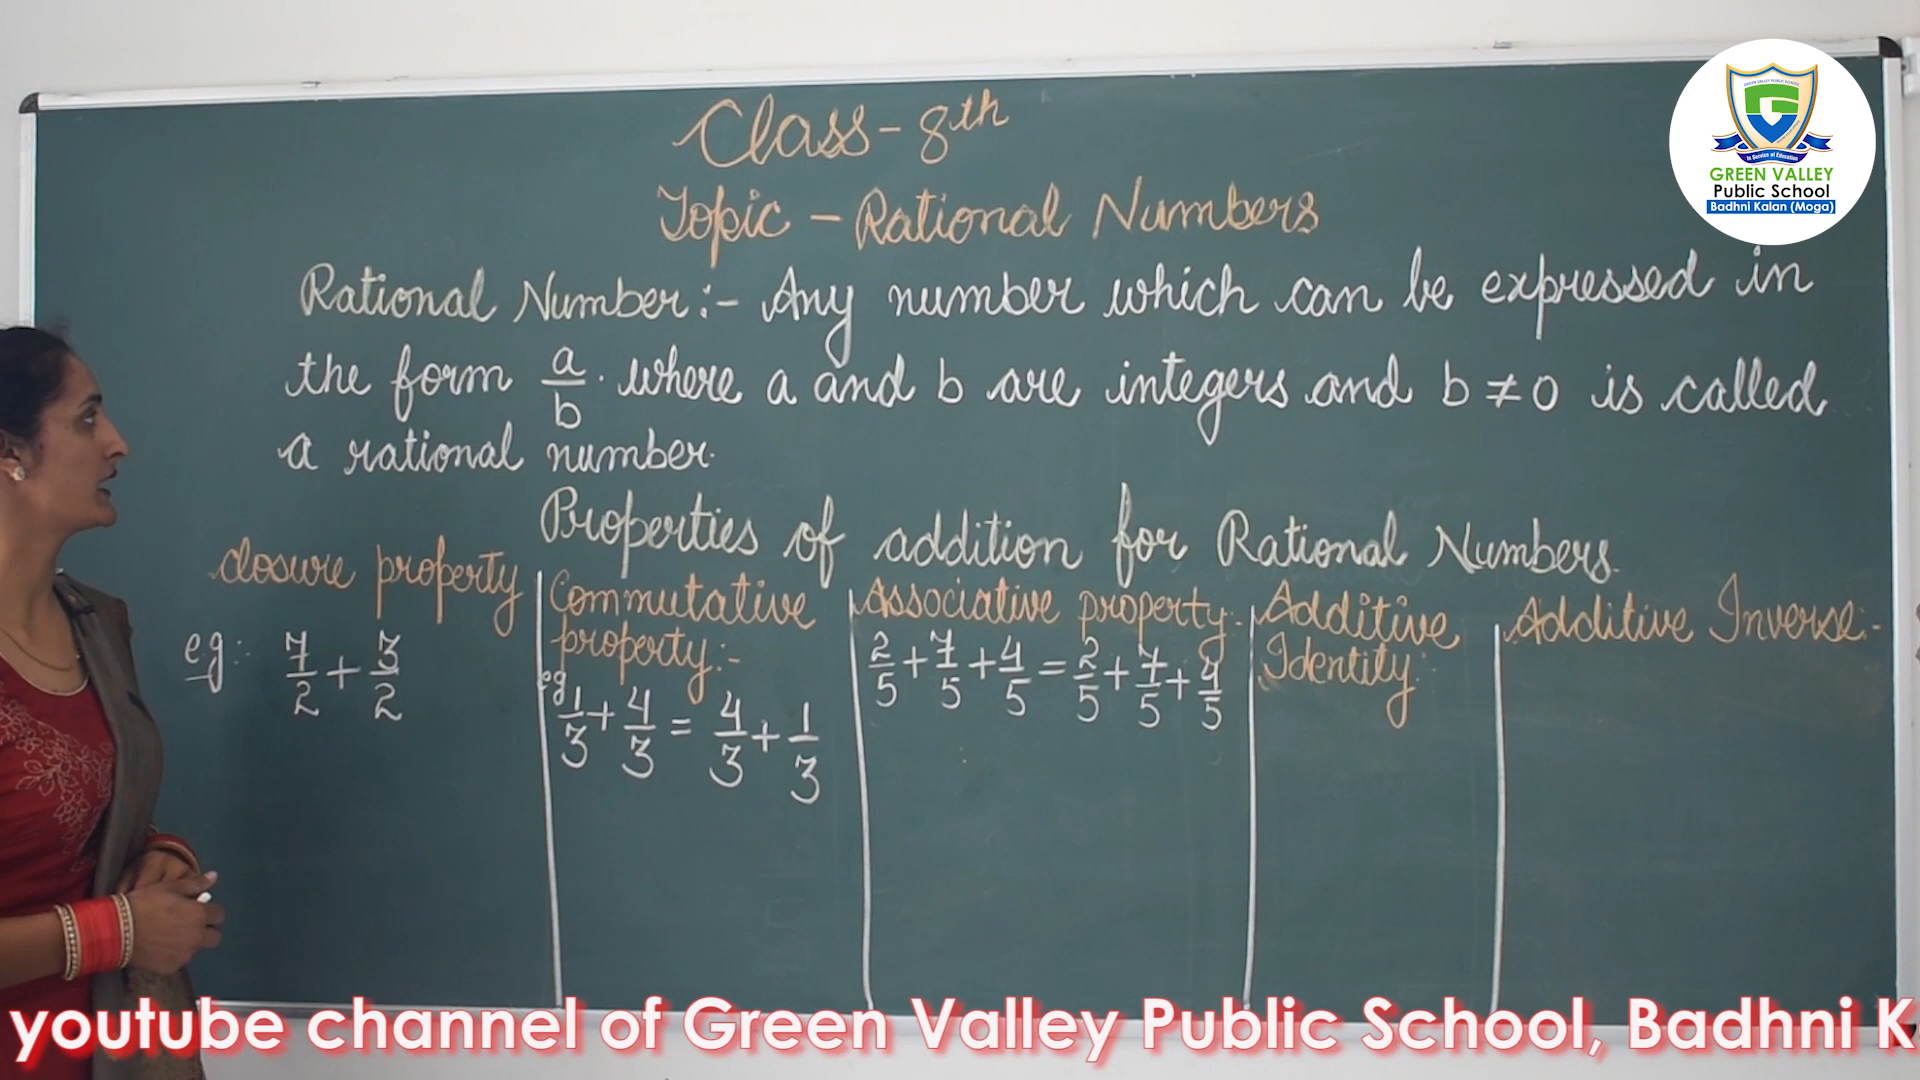 Class - 8th
Topic - Rational Numbers
Rational Number:- Any number which can be expressed in
the form a/b. where a and b are integers and b ≠ 0 is called
a rational number.
Properties of addition for Rational Numbers.
closure property
e.g:. 7/2 + 3/2
Commutative
property:-
eg
1/3 + 4/3 = 4/3 + 1/3
Associative property:-
2/5 + 7/5 + 4/5 = 2/5 + 7/5 + 4/5
Additive
Identity:
Additive Inverse:-
GREEN VALLEY
Public School
Badhni Kalan (Moga)
In Service of Education
youtube channel of Green Valley Public School, Badhni K